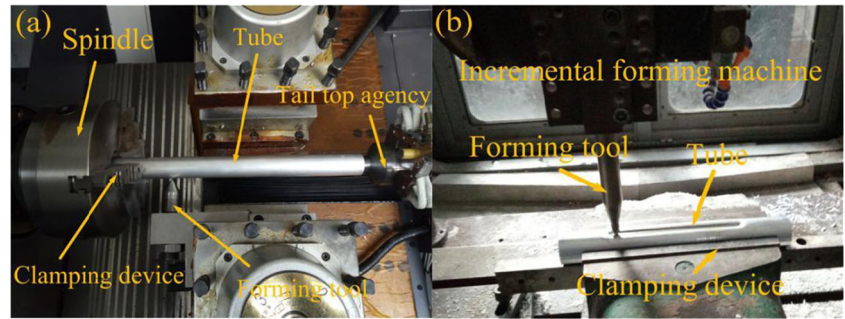 (a)
Spindle
Tube
Tail top agency
Clamping device
Forming tool
(b)
Incremental forming machine
Forming tool
Tube
Clamping device